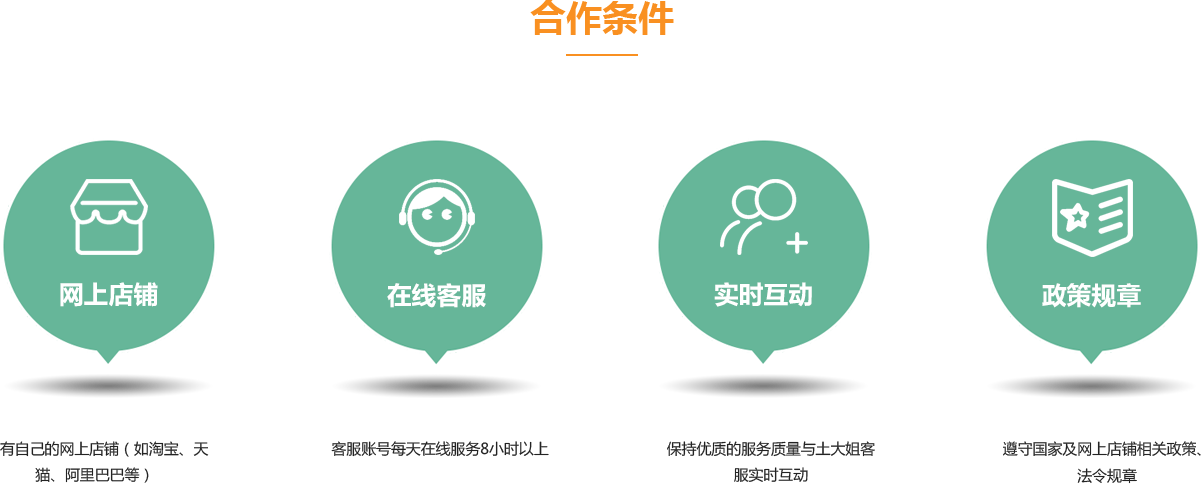 合作条件
网上店铺
在线客服
实时互动
政策规章
有自己的网上店铺（如淘宝、天
猫、阿里巴巴等）
客服账号每天在线服务8小时以上
保持优质的服务质量与土大姐客
服实时互动
遵守国家及网上店铺相关政策、
法令规章